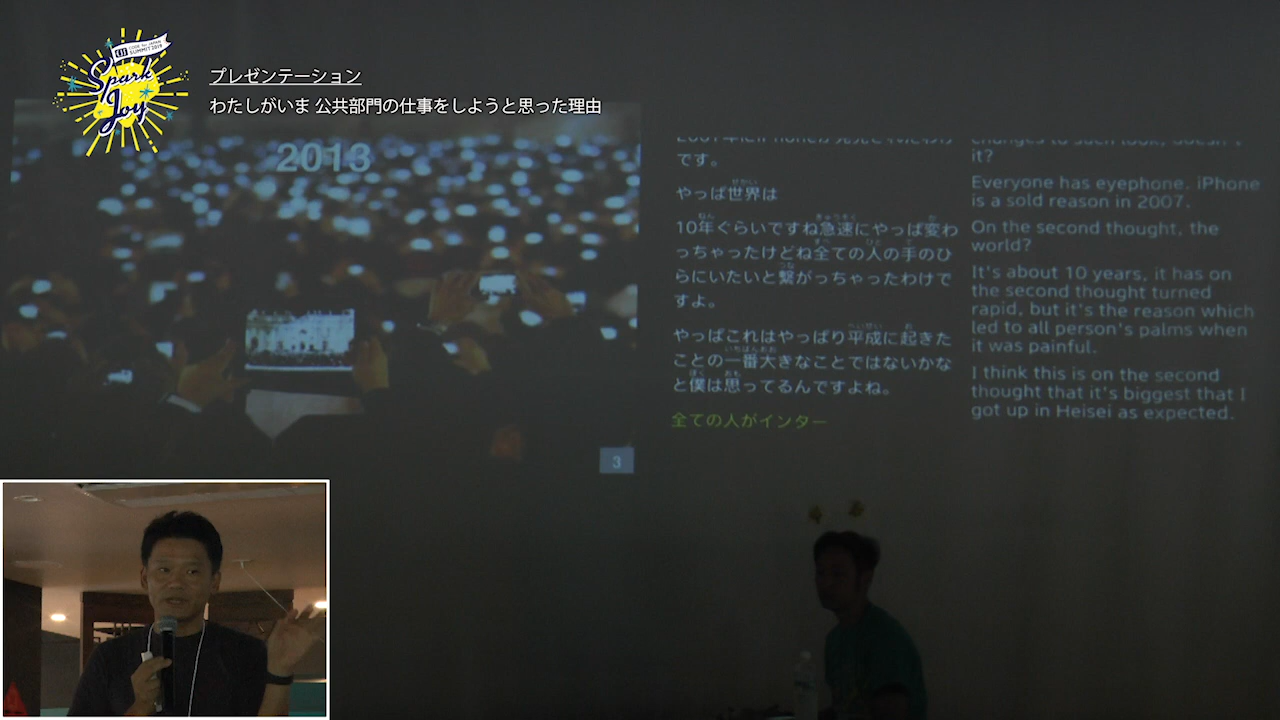 CODE for JAPAN
SUMMIT 2019
Spark
Joy
プレゼンテーション
わたしがいま 公共部門の仕事をしようと思った理由
2013
3
です。
やっぱ世界は
10年ぐらいですね急速にやっぱ変わ
っちゃったけどね全ての人の手のひ
らにいたいと繋がっちゃったわけで
すよ。
やっぱこれはやっぱり平成に起きた
ことの一番大きなことではないかな
と僕は思ってるんですよね。
全ての人がインター
it?
Everyone has eyephone. iPhone
is a sold reason in 2007.
On the second thought, the
world?
It's about 10 years, it has on
the second thought turned
rapid, but it's the reason which
led to all person's palms when
it was painful.
I think this is on the second
thought that it's biggest that I
got up in Heisei as expected.